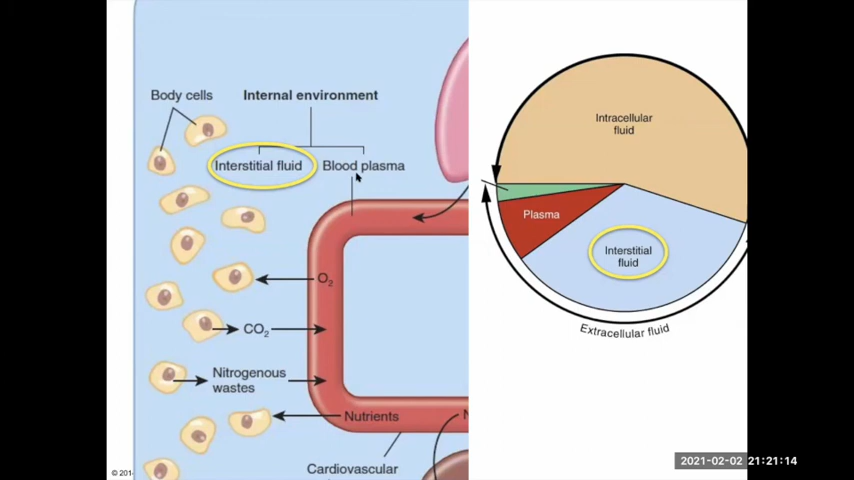 Body cells
Internal environment
Interstitial fluid
Blood plasma
O2
CO2
Nitrogenous
wastes
Nutrients
Cardiovascular
© 201
Intracellular
fluid
Plasma
Interstitial
fluid
Extracellular fluid
2021-02-02 21:21:14